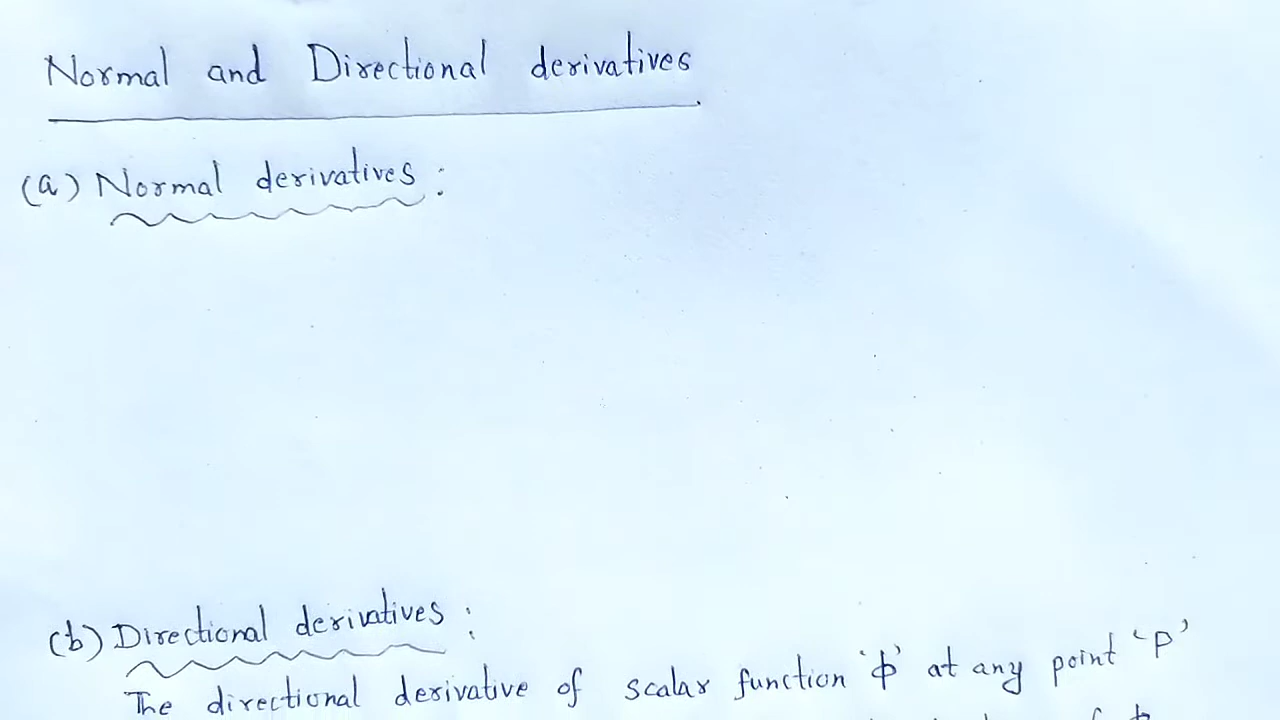 Normal and Directional derivatives
(a) Normal derivatives :
(b) Directional derivatives :
The directional derivative of scalar function 'ϕ' at any point 'P'